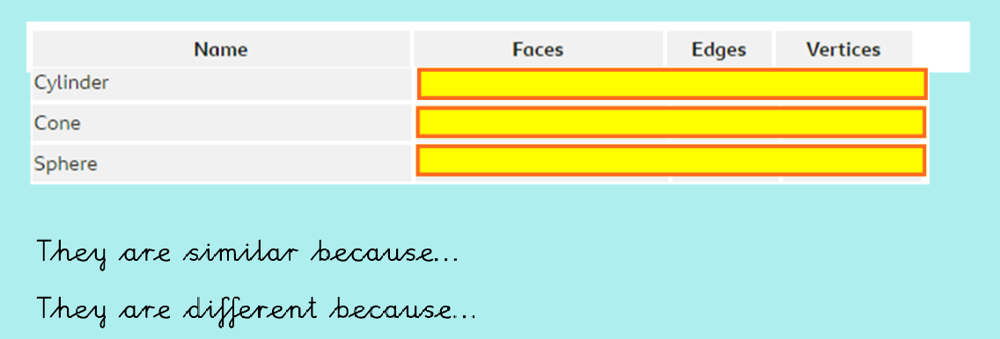 Name Faces Edges Vertices
Cylinder
Cone
Sphere
They are similar because...
They are different because...